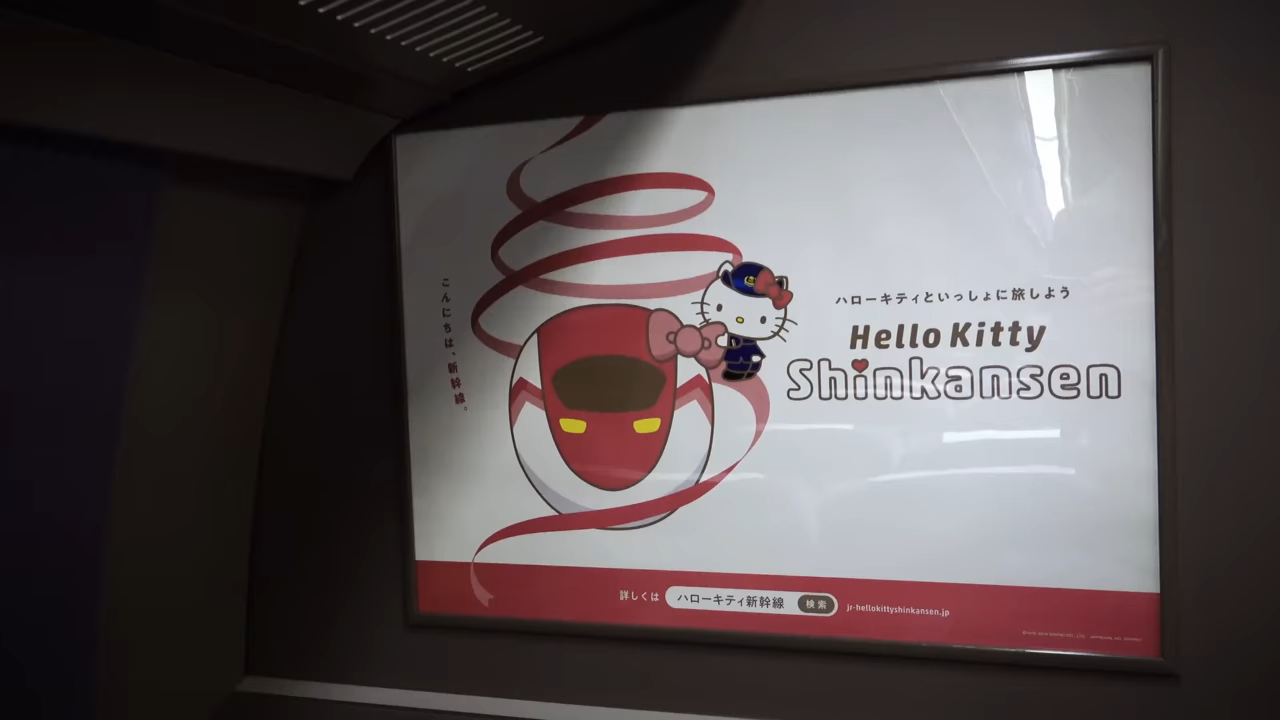 こんにちは、新幹線。
ハローキティといっしょに旅しよう
Hello Kitty
Shinkansen
詳しくは
ハローキティ新幹線
検索
jr-hellokittyshinkansen.jp